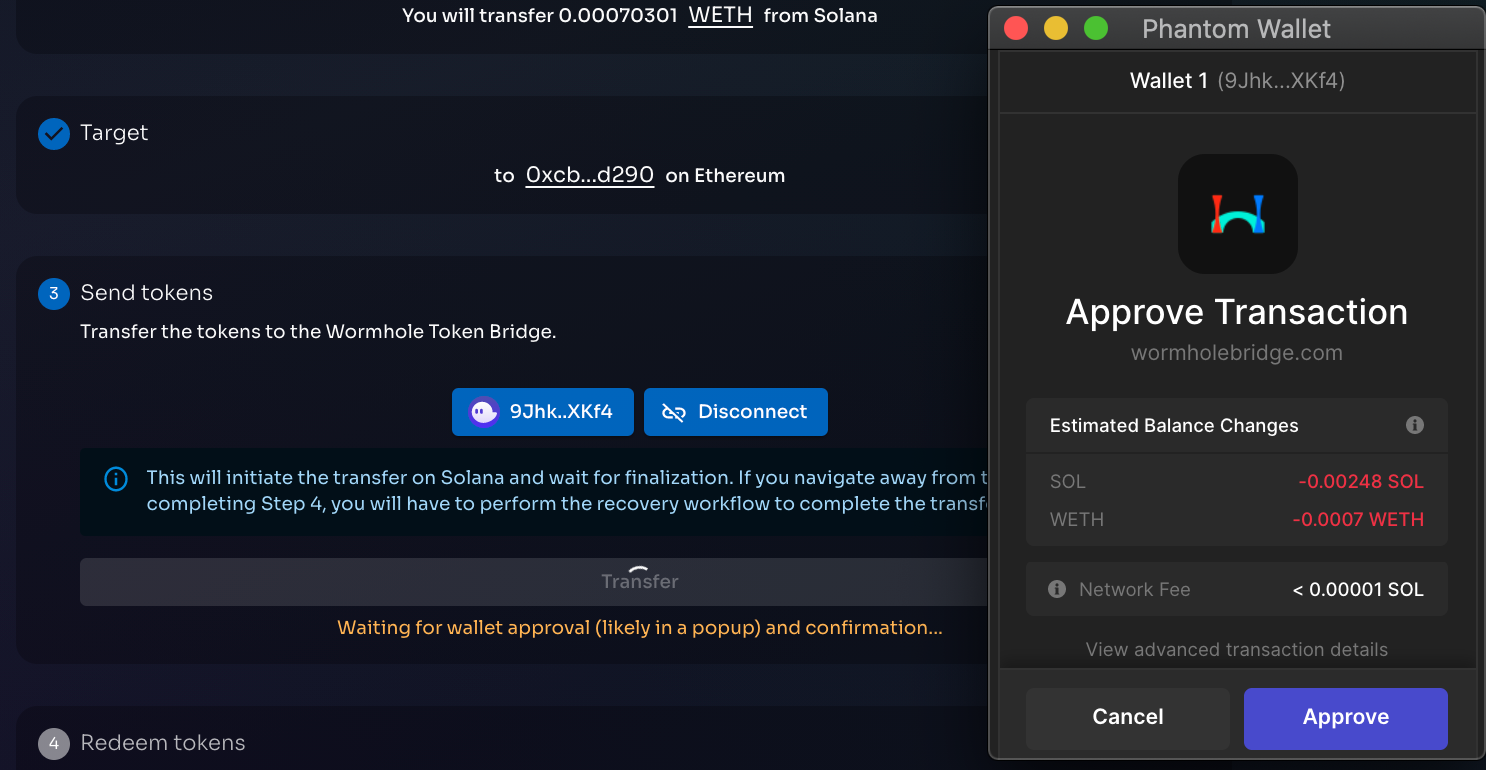 You will transfer 0.00070301 WETH from Solana
Target
to 0xcb...d290 on Ethereum
3 Send tokens
Transfer the tokens to the Wormhole Token Bridge.
9Jhk..XKf4 Disconnect
This will initiate the transfer on Solana and wait for finalization. If you navigate away from
completing Step 4, you will have to perform the recovery workflow to complete the
Transfer
Waiting for wallet approval (likely in a popup) and confirmation...
4 Redeem tokens
Phantom Wallet
Wallet 1 (9Jhk...XKf4)
Approve Transaction
wormholebridge.com
Estimated Balance Changes
SOL -0.00248 SOL
WETH -0.0007 WETH
Network Fee < 0.00001 SOL
View advanced transaction details
Cancel Approve